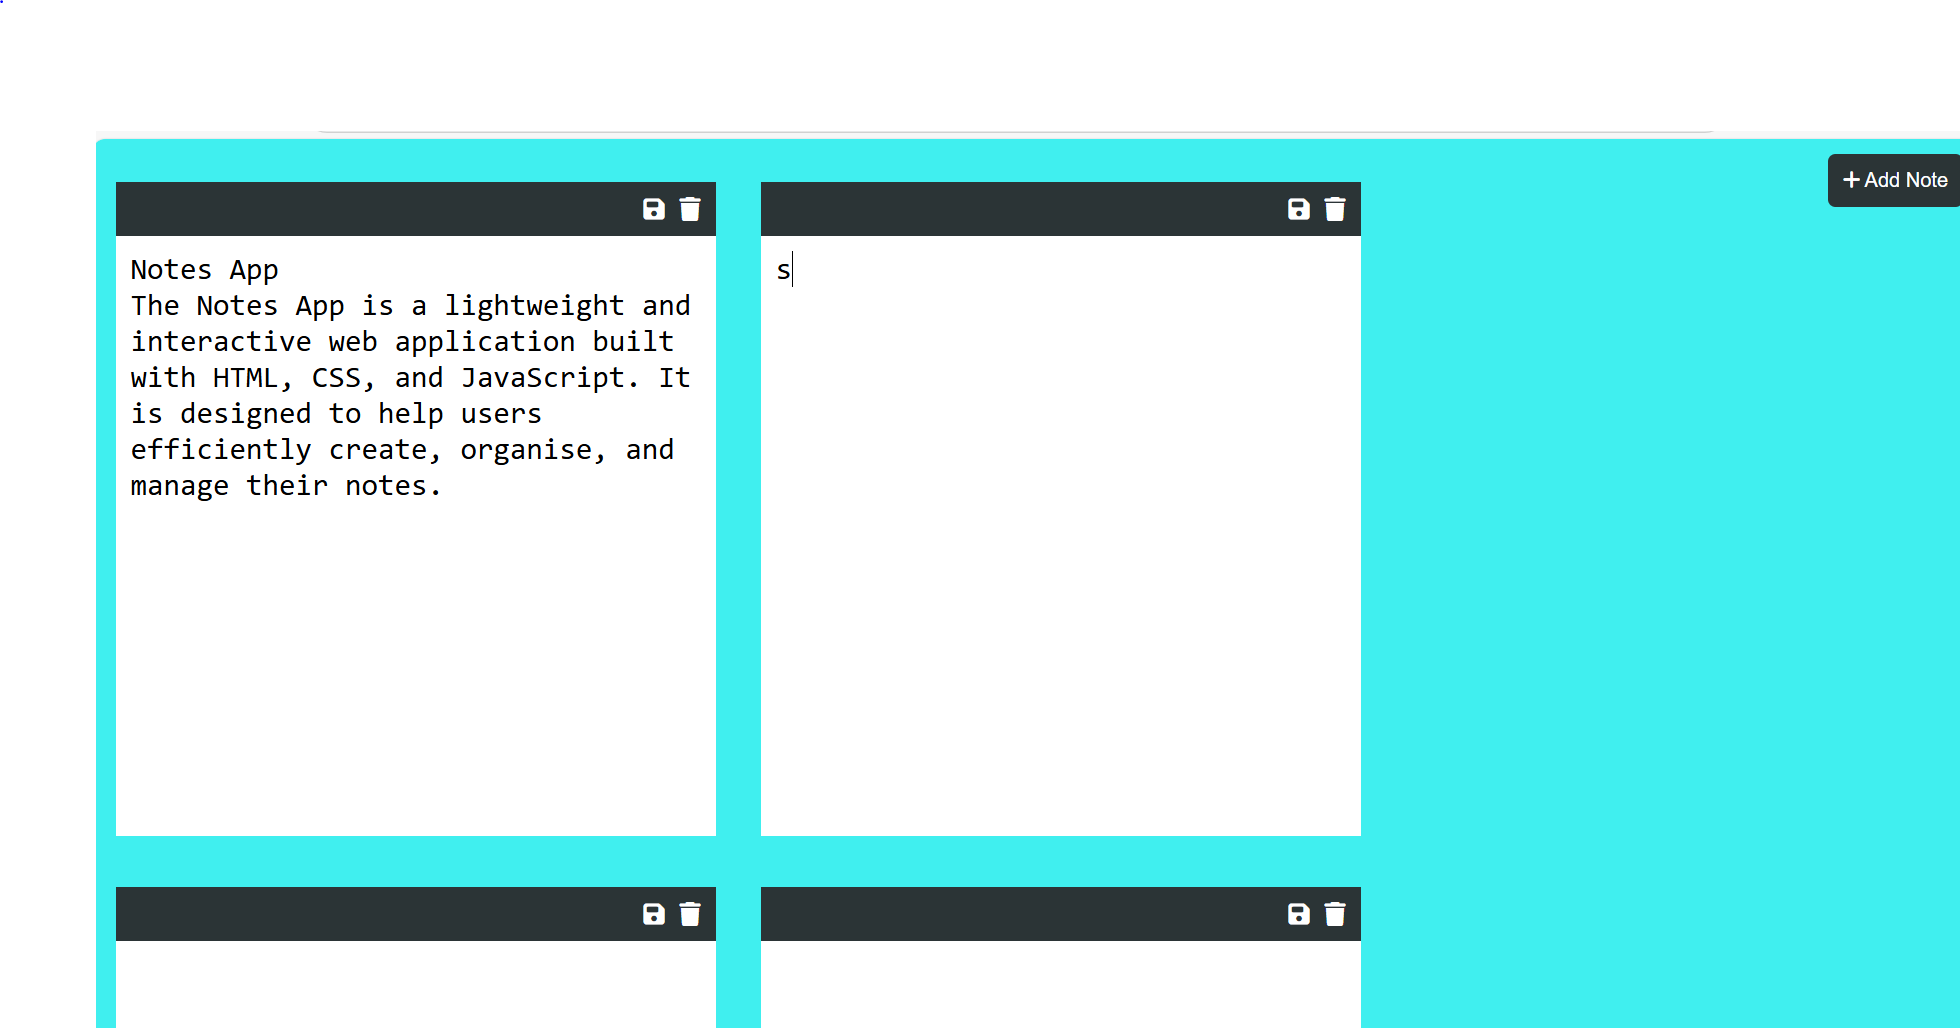 Add Note
Notes App
The Notes App is a lightweight and
interactive web application built
with HTML, CSS, and JavaScript. It
is designed to help users
efficiently create, organise, and
manage their notes.
s